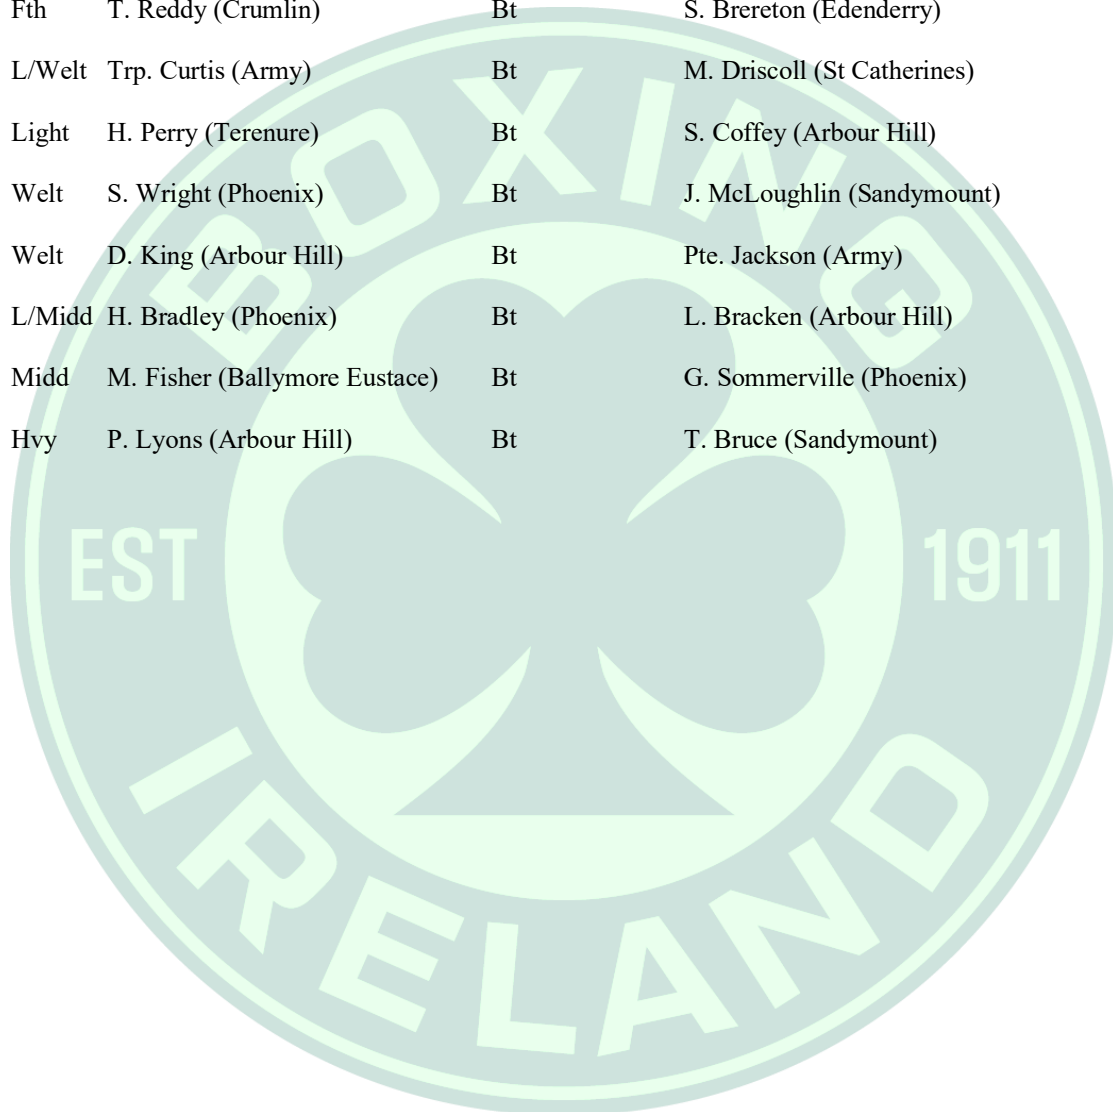 Fth T. Reddy (Crumlin) Bt S. Brereton (Edenderry)
L/Welt Trp. Curtis (Army) Bt M. Driscoll (St Catherines)
Light H. Perry (Terenure) Bt S. Coffey (Arbour Hill)
Welt S. Wright (Phoenix) Bt J. McLoughlin (Sandymount)
Welt D. King (Arbour Hill) Bt Pte. Jackson (Army)
L/Midd H. Bradley (Phoenix) Bt L. Bracken (Arbour Hill)
Midd M. Fisher (Ballymore Eustace) Bt G. Sommerville (Phoenix)
Hvy P. Lyons (Arbour Hill) Bt T. Bruce (Sandymount)
BOXING
EST 1911
IRELAND